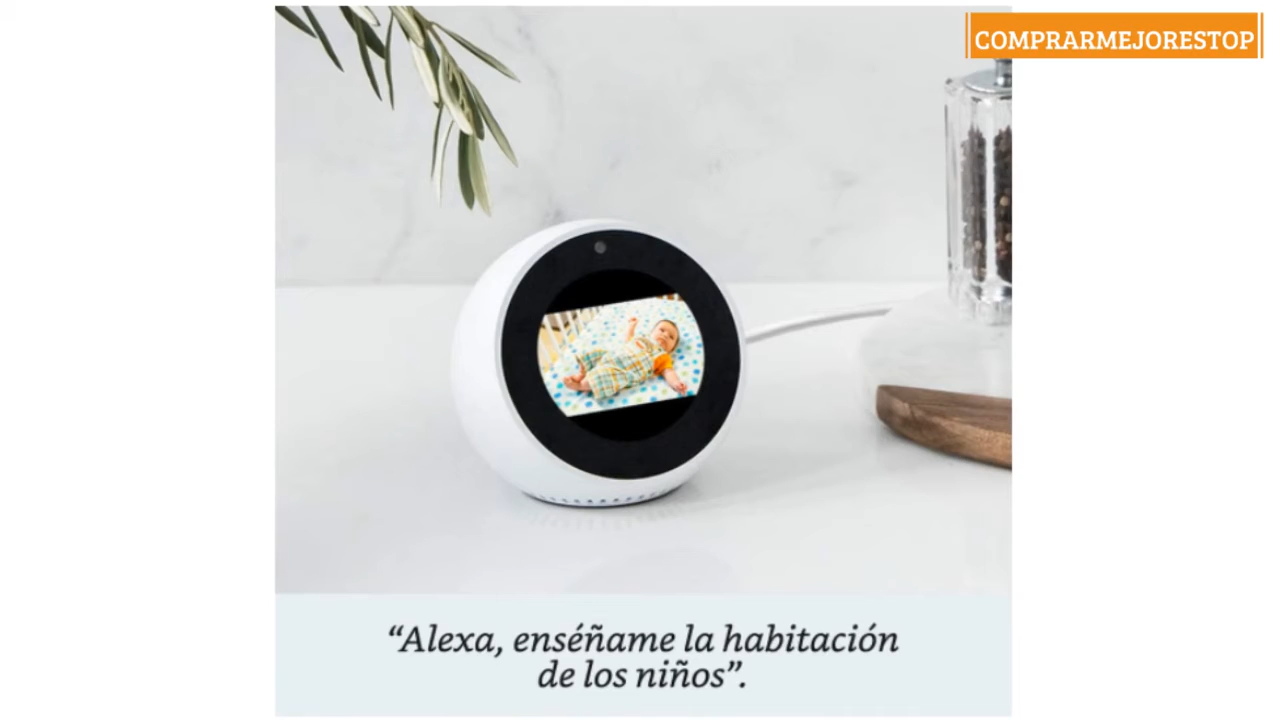 COMPRARMEJORESTOP
“Alexa, enséñame la habitación
de los niños”.